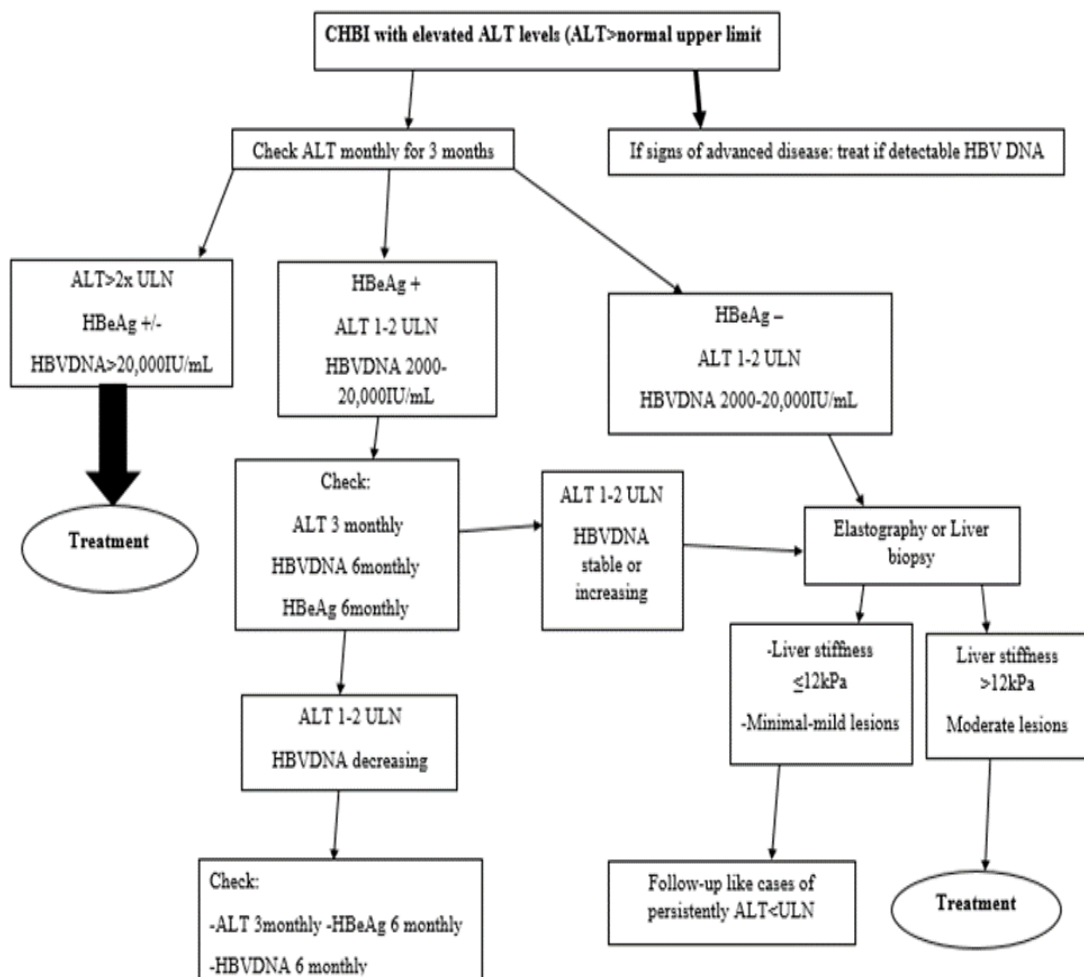 CHBI with elevated ALT levels (ALT>normal upper limit
Check ALT monthly for 3 months
If signs of advanced disease: treat if detectable HBV DNA
ALT>2x ULN
HBeAg +/-
HBVDNA>20,000IU/mL
HBeAg +
ALT 1-2 ULN
HBVDNA 2000-
20,000IU/mL
HBeAg –
ALT 1-2 ULN
HBVDNA 2000-20,000IU/mL
Treatment
Check:
ALT 3 monthly
HBVDNA 6monthly
HBeAg 6monthly
ALT 1-2 ULN
HBVDNA
stable or
increasing
Elastography or Liver
biopsy
-Liver stiffness
≤12kPa
-Minimal-mild lesions
Liver stiffness
>12kPa
Moderate lesions
ALT 1-2 ULN
HBVDNA decreasing
Check:
-ALT 3monthly -HBeAg 6 monthly
-HBVDNA 6 monthly
Follow-up like cases of
persistently ALT<ULN
Treatment